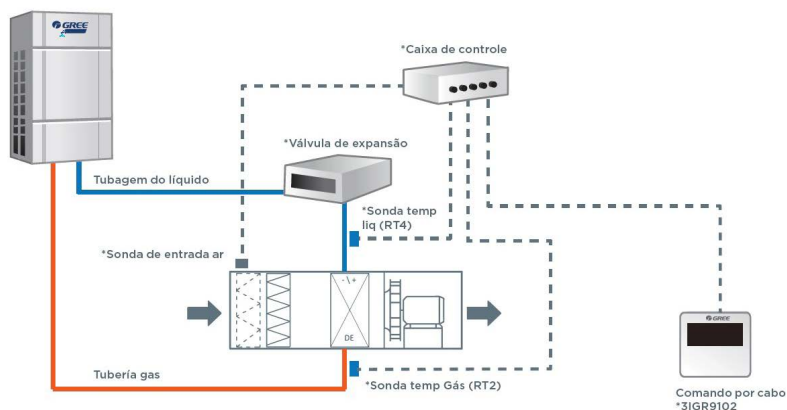 GREE
*Caixa de controle
*Válvula de expansão
Tubagem do líquido
*Sonda temp
liq (RT4)
*Sonda de entrada ar
- \ +
DE
GREE
Tubería gas
*Sonda temp Gás (RT2)
Comando por cabo
*3IGR9102